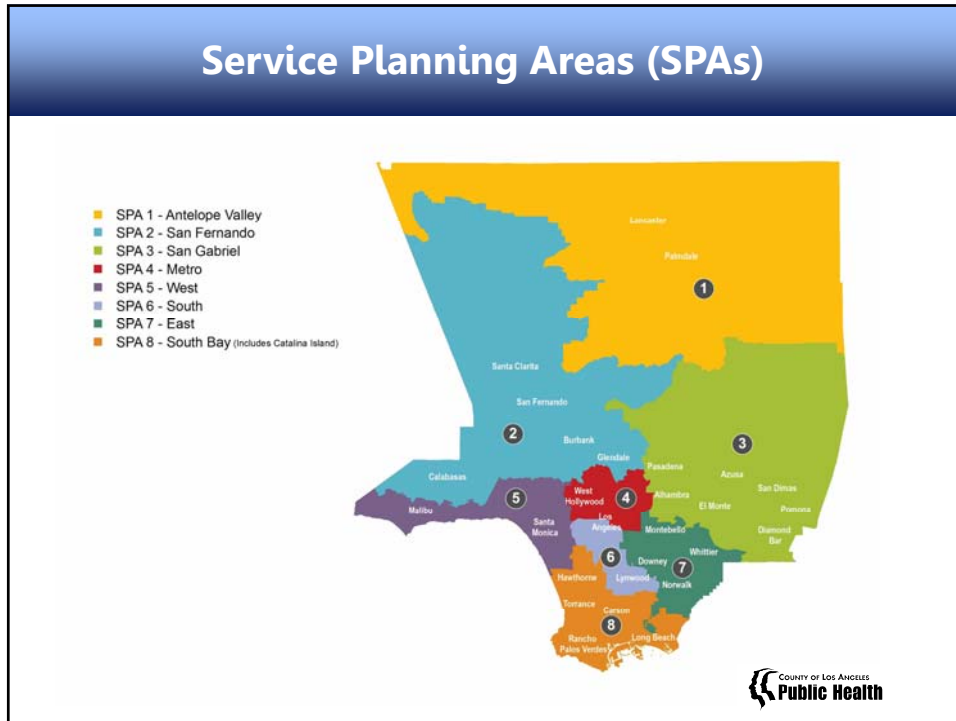 Service Planning Areas (SPAs)
SPA 1 - Antelope Valley
SPA 2 - San Fernando
SPA 3 - San Gabriel
SPA 4 - Metro
SPA 5 - West
SPA 6 - South
SPA 7 - East
SPA 8 - South Bay (Includes Catalina Island)
Lancaster
Palmdale
1
Santa Clarita
San Fernando
2
Burbank
Glendale
Calabasas
3
Pasadena
Azusa
San Dimas
Alhambra
El Monte
Pomona
Diamond
Bar
West
Hollywood
4
Los
Angeles
5
Malibu
Santa
Monica
Montebello
Whittier
Downey
7
Norwalk
6
Lynwood
Hawthorne
Torrance
Carson
8
Rancho
Palos Verdes
Long Beach
County of Los Angeles
Public Health